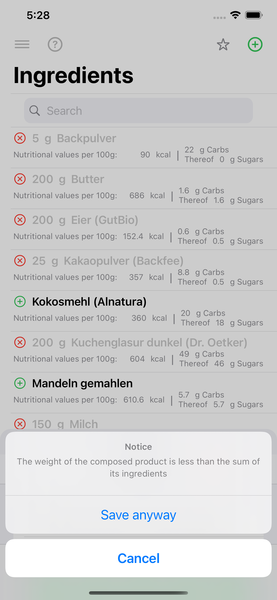 5:28
Ingredients
Search
5 g Backpulver
Nutritional values per 100g: 90 kcal 22 g Carbs
Thereof 0 g Sugars
200 g Butter
Nutritional values per 100g: 686 kcal 1.6 g Carbs
Thereof 1.6 g Sugars
200 g Eier (GutBio)
Nutritional values per 100g: 152.4 kcal 0.6 g Carbs
Thereof 0.5 g Sugars
25 g Kakaopulver (Backfee)
Nutritional values per 100g: 357 kcal 8.8 g Carbs
Thereof 0.5 g Sugars
Kokosmehl (Alnatura)
Nutritional values per 100g: 360 kcal 20 g Carbs
Thereof 18 g Sugars
200 g Kuchenglasur dunkel (Dr. Oetker)
Nutritional values per 100g: 604 kcal 49 g Carbs
Thereof 46 g Sugars
Mandeln gemahlen
Nutritional values per 100g: 610.6 kcal 5.7 g Carbs
Thereof 5.7 g Sugars
150 g Milch
Notice
The weight of the composed product is less than the sum of
its ingredients
Save anyway
Cancel